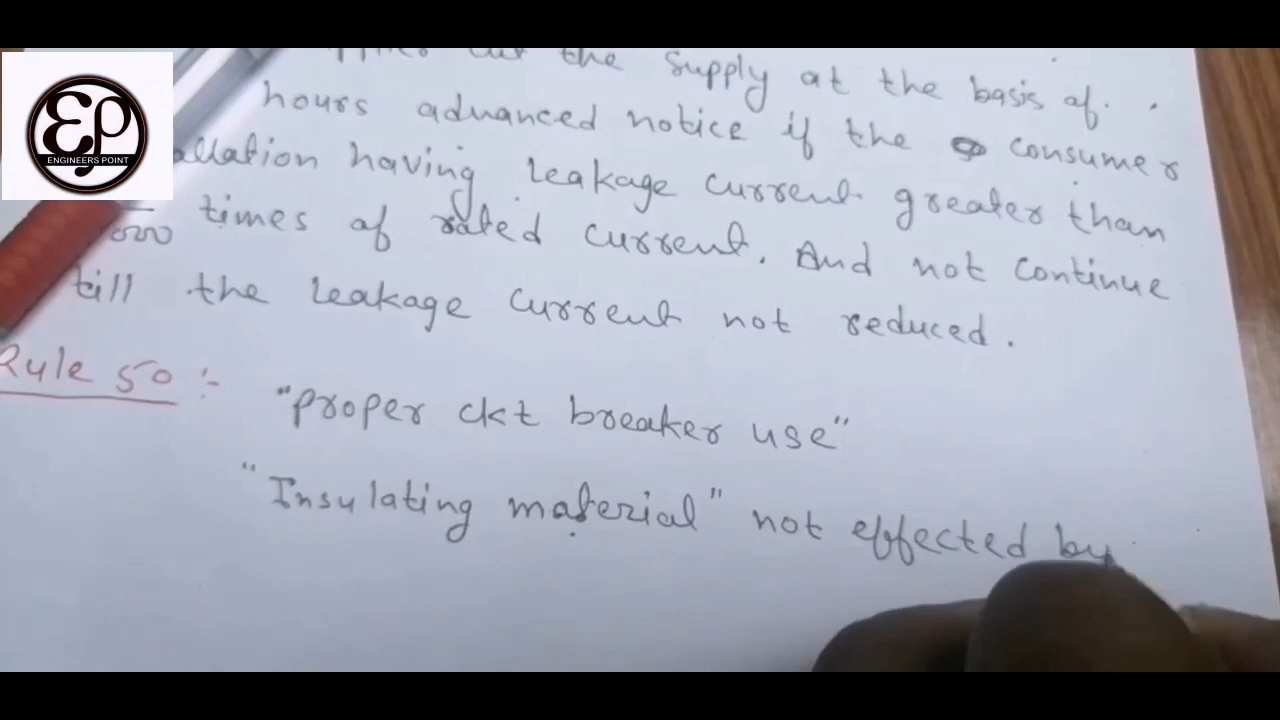 the supply at the basis of
hours advanced notice if the consumer
allation having leakage current greater than
times of rated current. And not continue
till the leakage current not reduced.
Rule 50 :-
"Proper ckt breaker use"
"Insulating material" not effected by
EP
ENGINEERS POINT